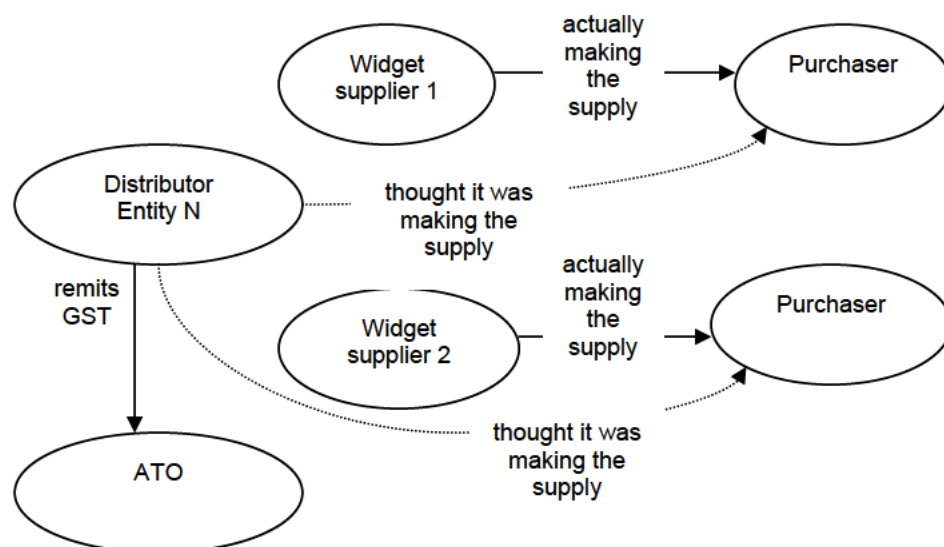 actually
making
the
supply
Widget
supplier 1
Purchaser
Distributor
Entity N
thought it was
making the
supply
remits
GST
actually
making
the
supply
Widget
supplier 2
Purchaser
thought it was
making the
supply
ATO